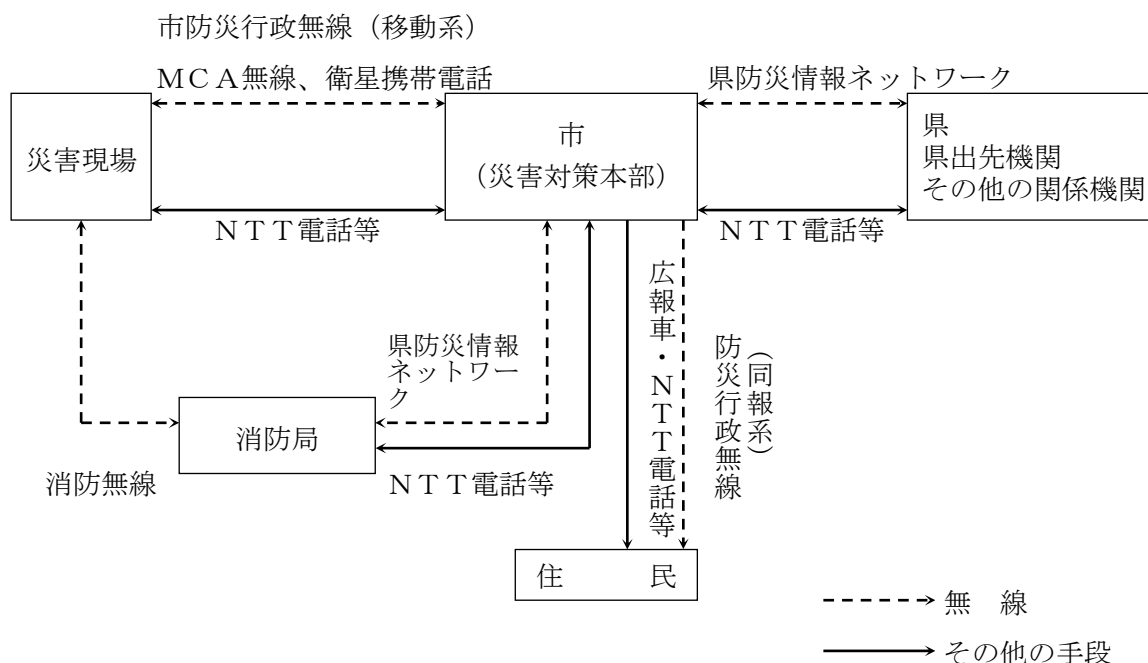 市防災行政無線（移動系）
ＭＣＡ無線、衛星携帯電話
県防災情報ネットワーク
災害現場
市
（災害対策本部）
県
県出先機関
その他の関係機関
ＮＴＴ電話等
ＮＴＴ電話等
広報車・ＮＴＴ電話等
防災行政無線
（同報系）
県防災情報
ネットワー
ク
消防局
消防無線
ＮＴＴ電話等
住　　民
無　線
その他の手段